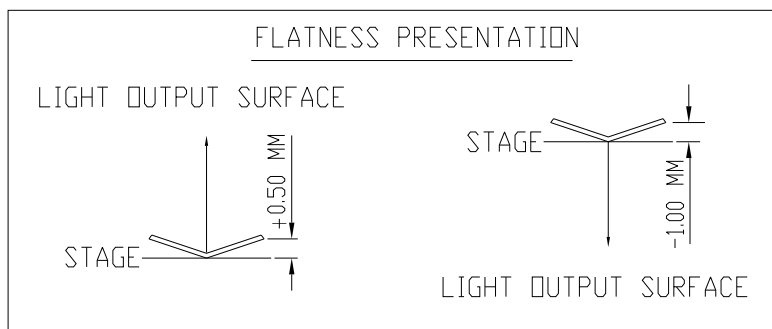 FLATNESS PRESENTATION
LIGHT OUTPUT SURFACE
+0.50 MM
STAGE
STAGE
-1.00 MM
LIGHT OUTPUT SURFACE